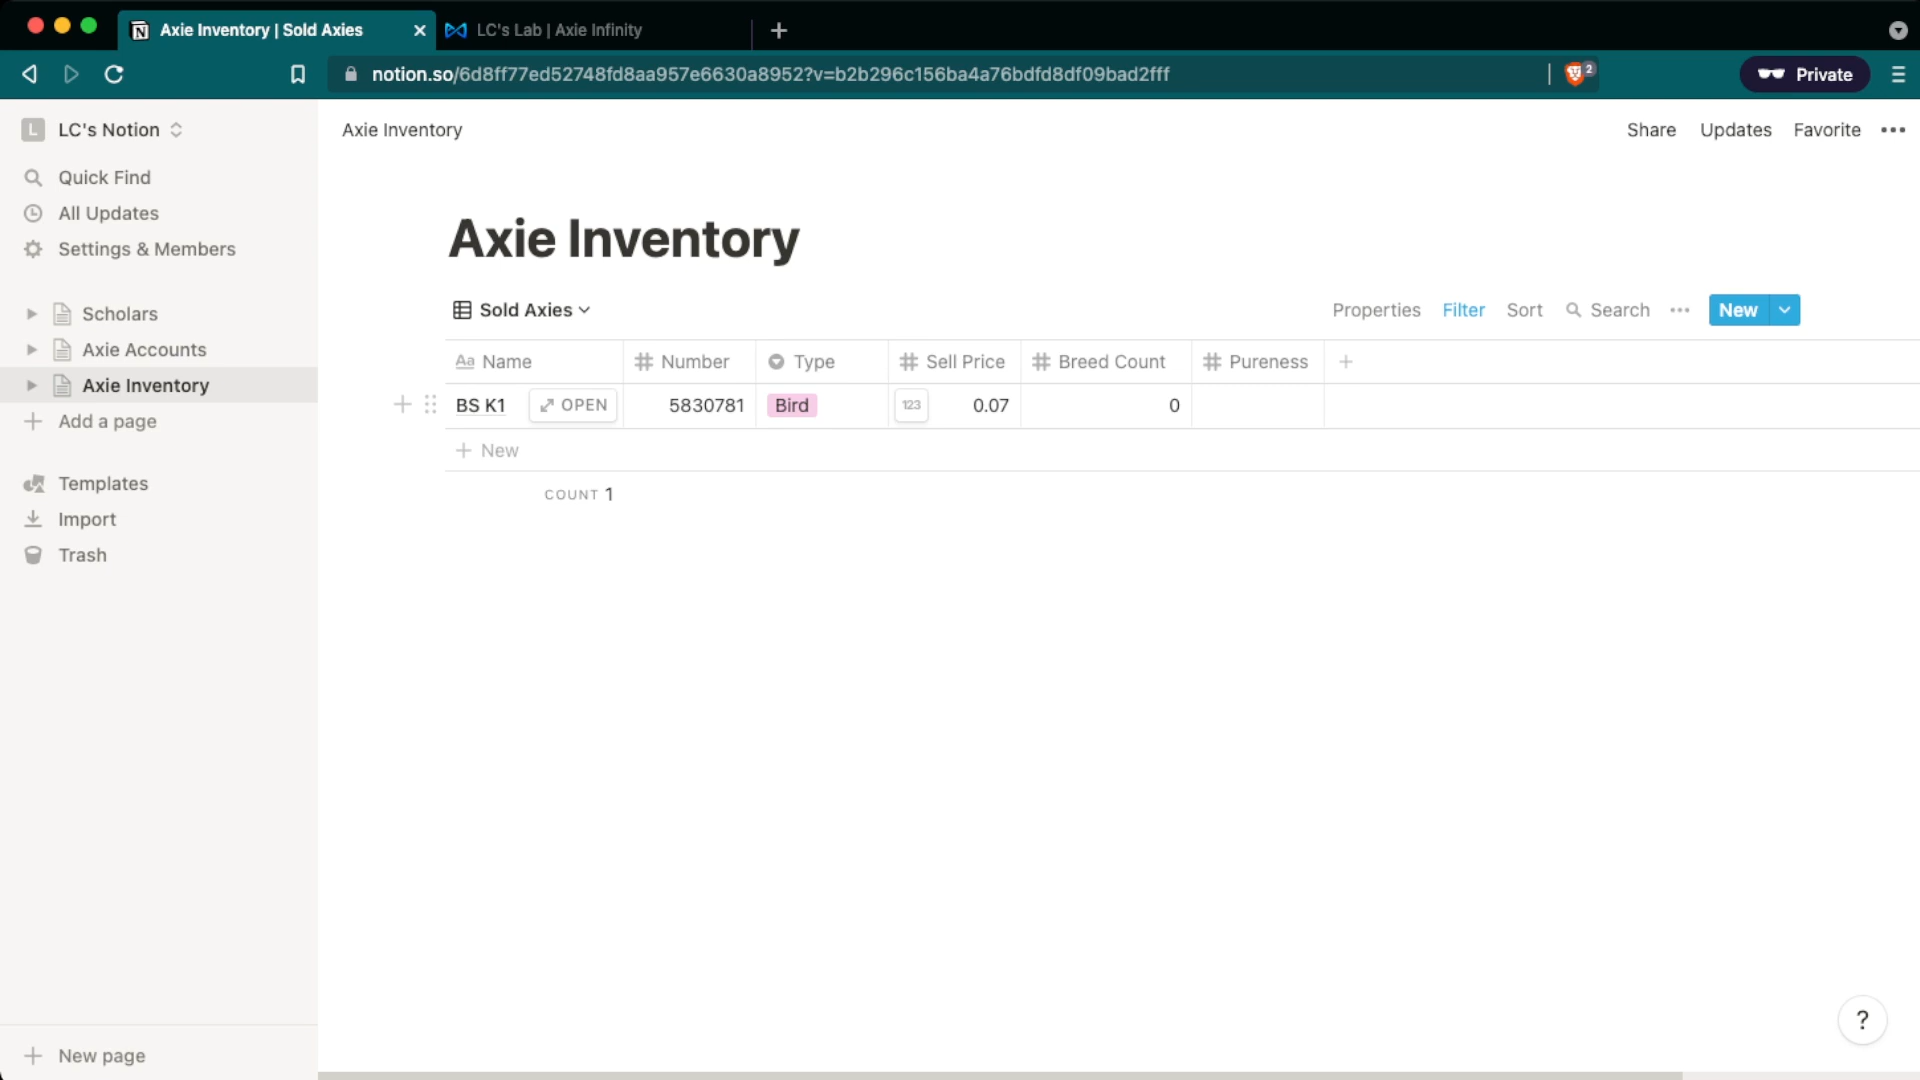 Axie Inventory | Sold Axies
LC's Lab | Axie Infinity
notion.so/6d8ff77ed52748fd8aa957e6630a8952?v=b2b296c156ba4a76bdfd8df09bad2fff
2
Private
L LC's Notion
Axie Inventory
Share Updates Favorite
Quick Find
All Updates
Settings & Members
Scholars
Axie Accounts
Axie Inventory
Add a page
Templates
Import
Trash
New page
Axie Inventory
Sold Axies
Properties Filter Sort Search New
Aa Name # Number Type # Sell Price # Breed Count # Pureness
BS K1 OPEN 5830781 Bird 123 0.07 0
New
COUNT 1
?